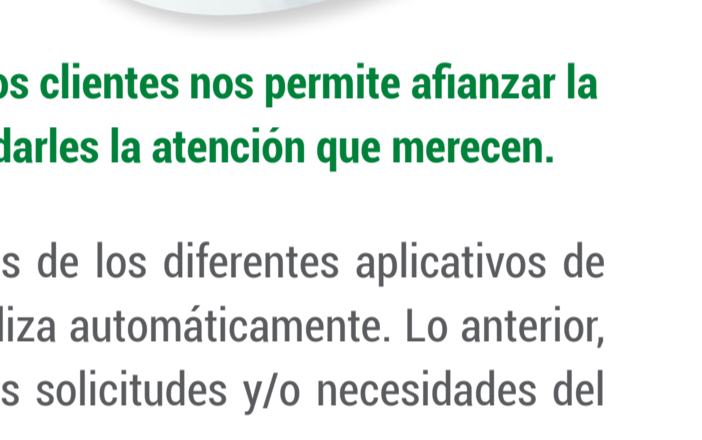 os clientes nos permite afianzar la
darles la atención que merecen.
s de los diferentes aplicativos de
liza automáticamente. Lo anterior,
s solicitudes y/o necesidades del